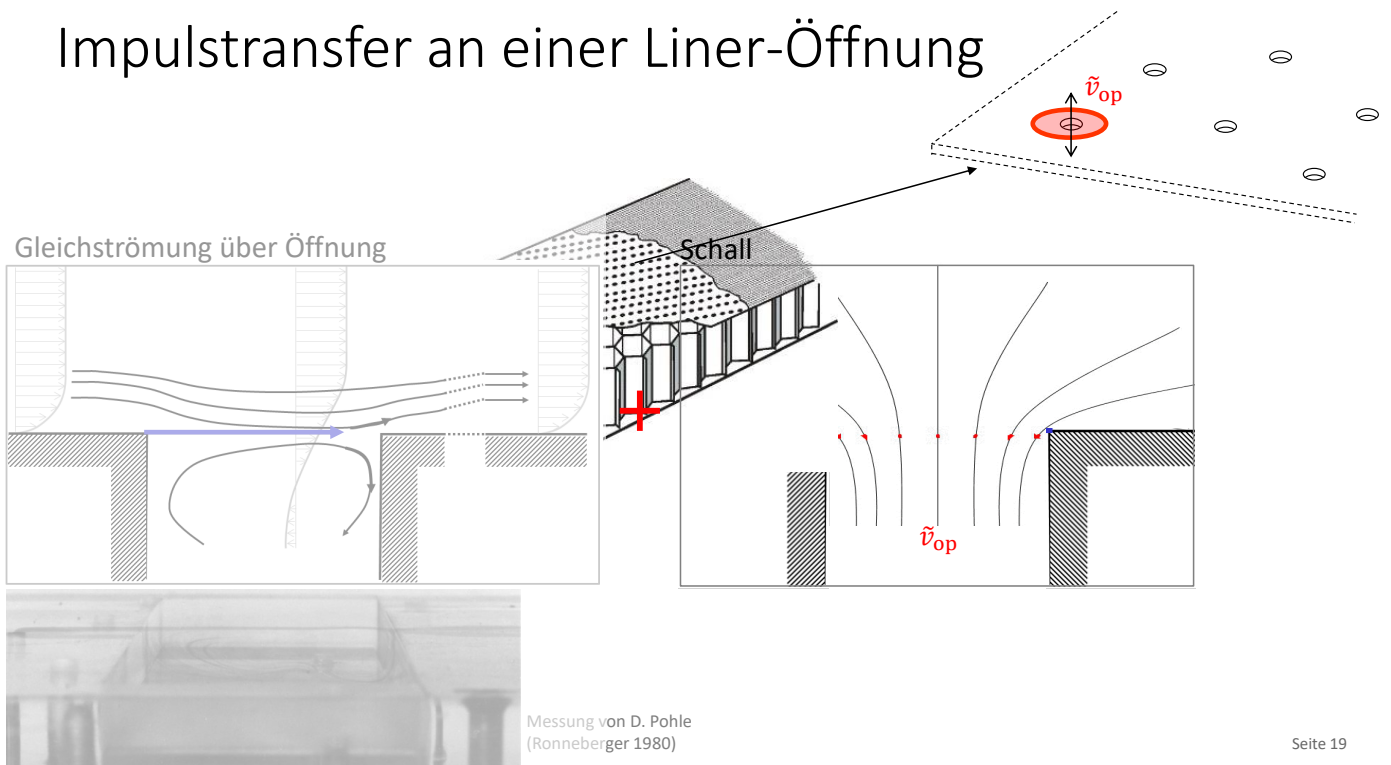 Impulstransfer an einer Liner-Öffnung
ṽop
Gleichströmung über Öffnung
Schall
ṽop
Messung von D. Pohle
(Ronneberger 1980)
Seite 19